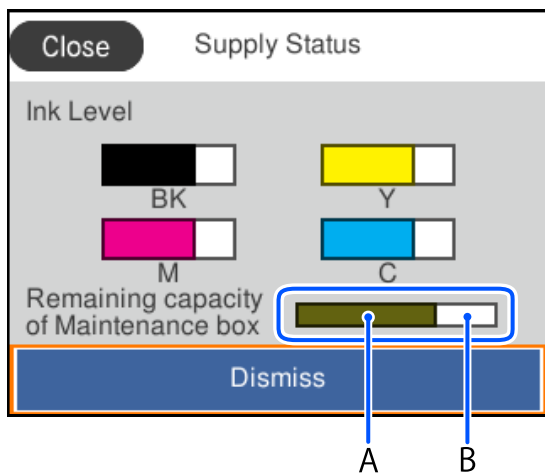 Close
Supply Status
Ink Level
BK
Y
M
C
Remaining capacity
of Maintenance box
Dismiss
A
B